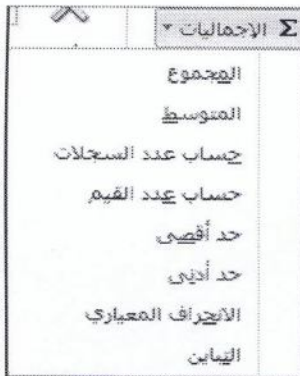 Σ الإجماليات
المجموع
المتوسط
حساب عدد السجلات
حساب عدد القيم
حد أقصى
حد أدنى
الانحراف المعياري
التباين